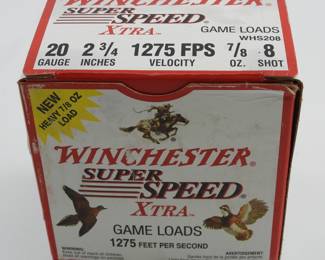 WINCHESTER
SUPER
SPEED
XTRA GAME LOADS
WHS208
20 2 3/4 1275 FPS 7/8 8
GAUGE INCHES VELOCITY OZ. SHOT
NEW
HEAVY 7/8 OZ
LOAD
WINCHESTER
SUPER
SPEED
XTRA
GAME LOADS
1275 FEET PER SECOND
WARNING: